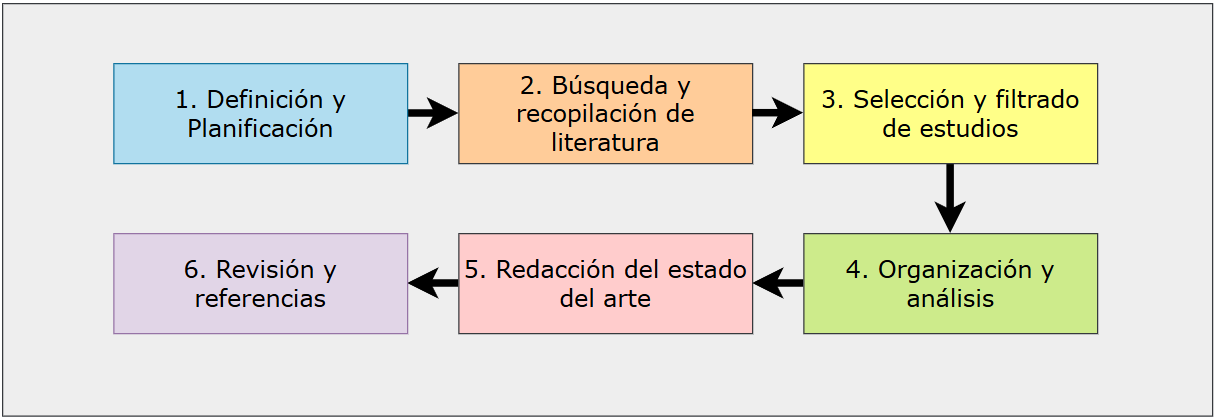 1. Definición y
Planificación
2. Búsqueda y
recopilación de
literatura
3. Selección y filtrado
de estudios
4. Organización y
análisis
5. Redacción del estado
del arte
6. Revisión y
referencias